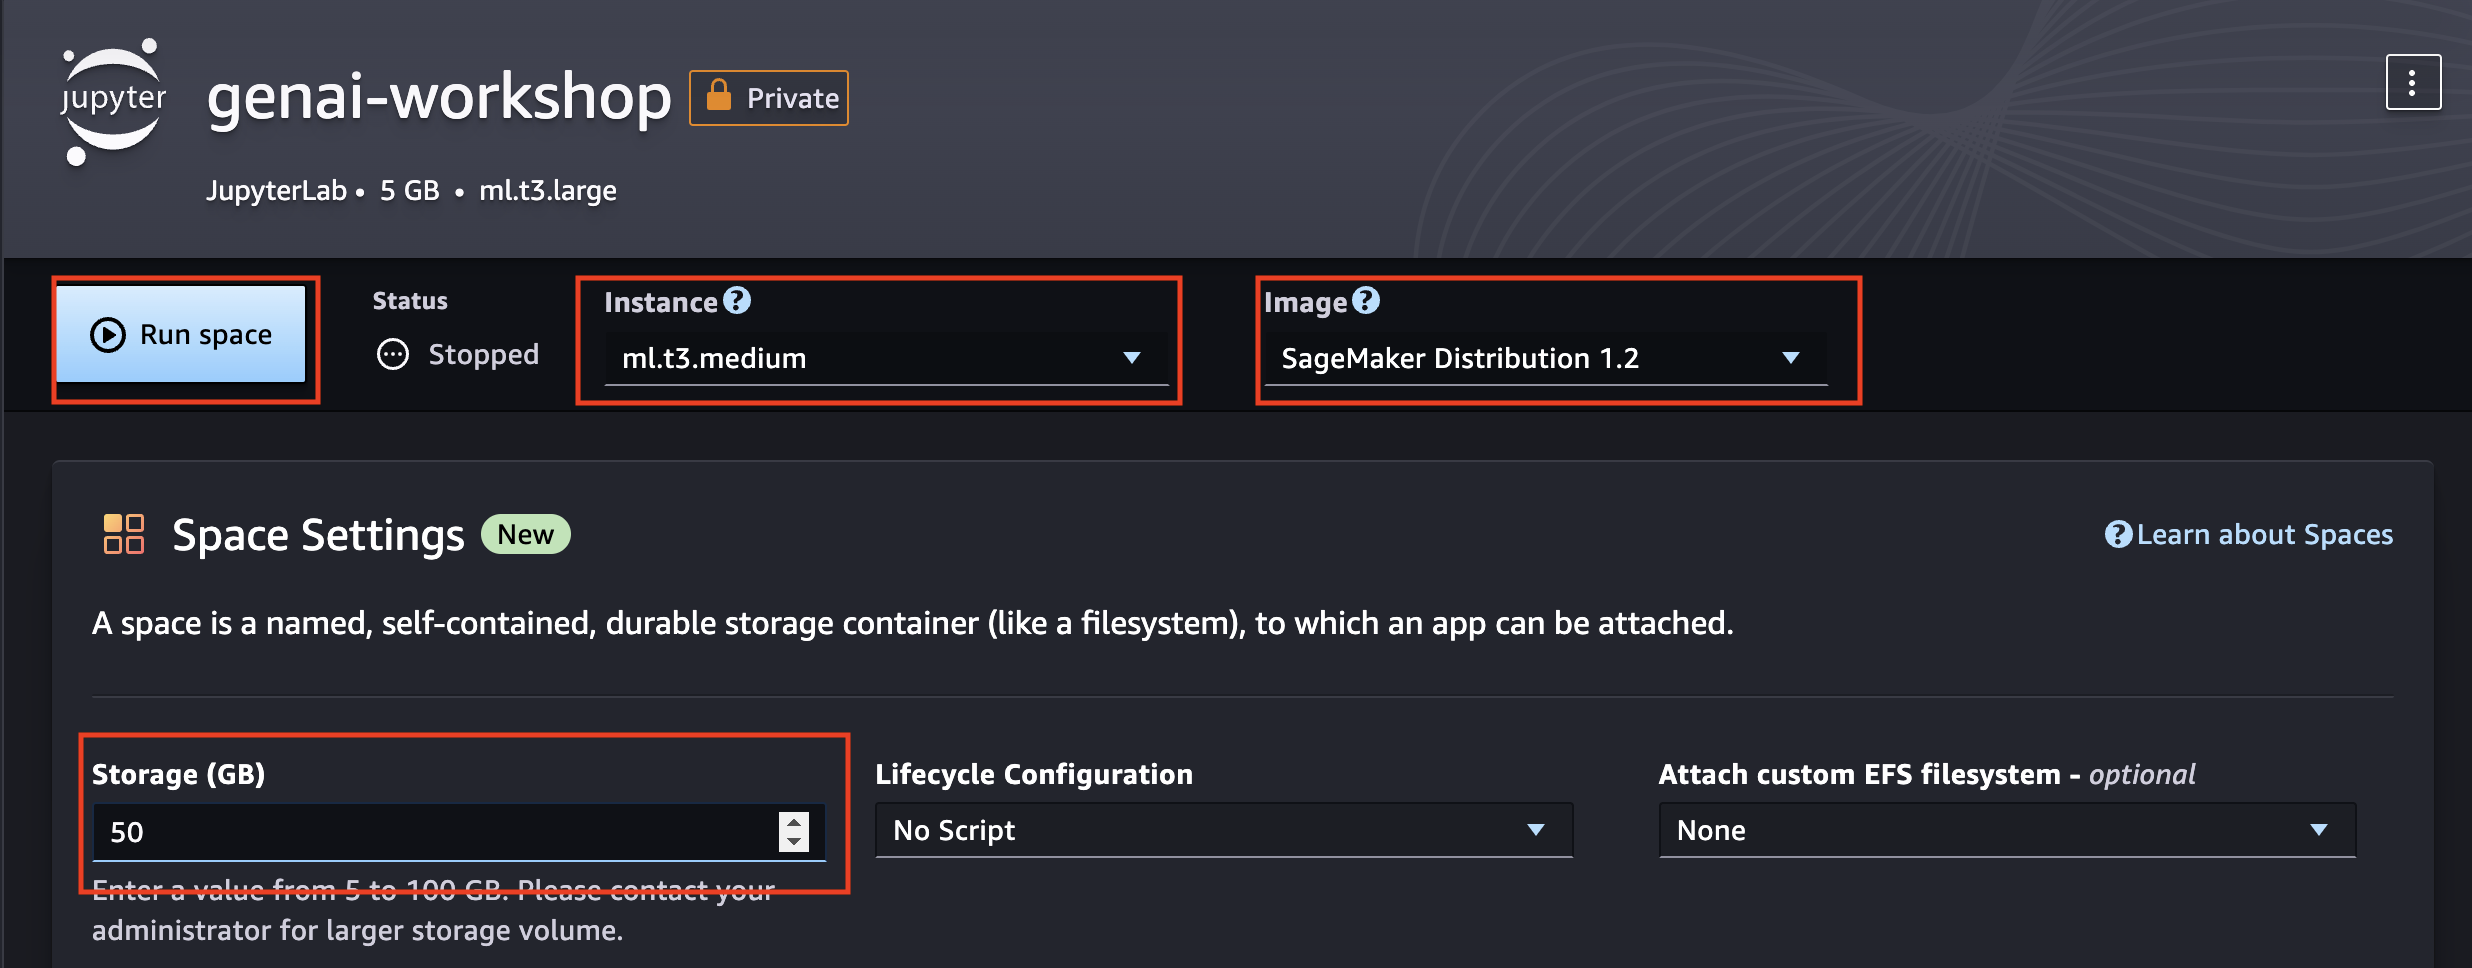 jupyter
genai-workshop
Private
JupyterLab • 5 GB • ml.t3.large
Run space
Status
Stopped
Instance
ml.t3.medium
Image
SageMaker Distribution 1.2
Space Settings
New
Learn about Spaces
A space is a named, self-contained, durable storage container (like a filesystem), to which an app can be attached.
Storage (GB)
50
Enter a value from 5 to 100 GB. Please contact your
administrator for larger storage volume.
Lifecycle Configuration
No Script
Attach custom EFS filesystem - optional
None